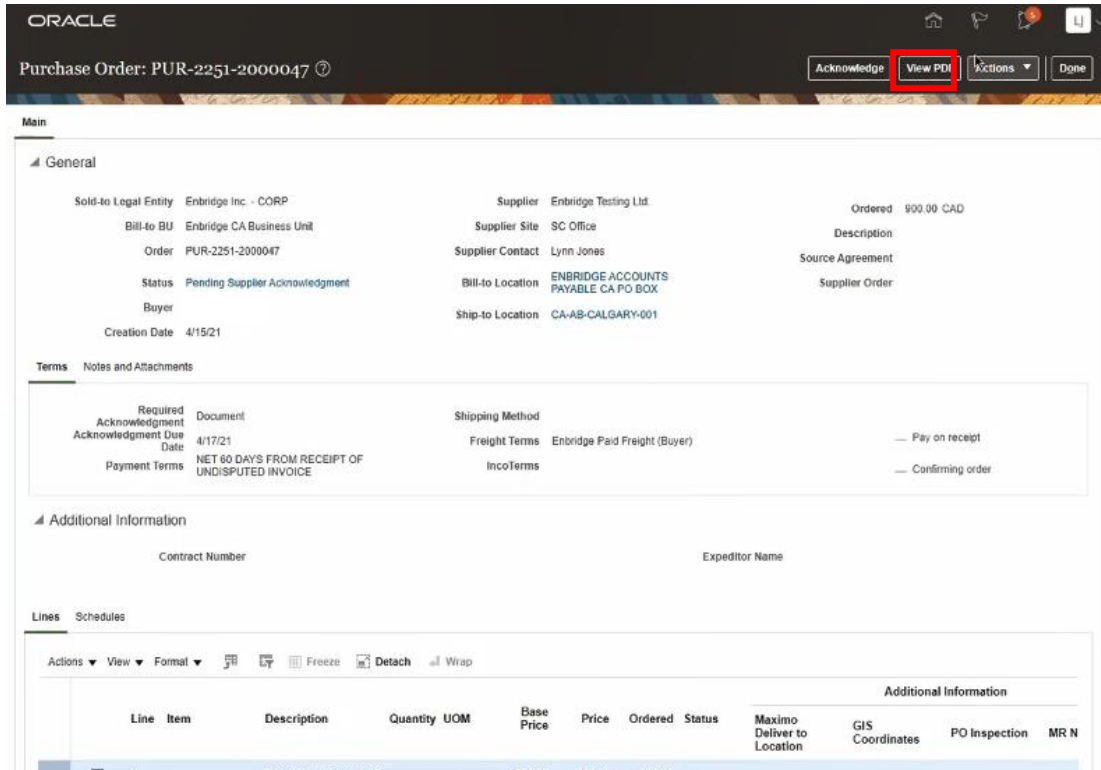 ORACLE
5
LJ
Purchase Order: PUR-2251-2000047
Acknowledge View PDF Actions Done
Main
General
Sold-to Legal Entity Enbridge Inc. - CORP Supplier Enbridge Testing Ltd. Ordered 900.00 CAD
Bill-to BU Enbridge CA Business Unit Supplier Site SC Office Description
Order PUR-2251-2000047 Supplier Contact Lynn Jones Source Agreement
Status Pending Supplier Acknowledgment Bill-to Location ENBRIDGE ACCOUNTS PAYABLE CA PO BOX Supplier Order
Buyer Ship-to Location CA-AB-CALGARY-001
Creation Date 4/15/21
Terms Notes and Attachments
Required Acknowledgment Document Shipping Method
Acknowledgment Due Date 4/17/21 Freight Terms Enbridge Paid Freight (Buyer) Pay on receipt
Payment Terms NET 60 DAYS FROM RECEIPT OF UNDISPUTED INVOICE IncoTerms Confirming order
Additional Information
Contract Number Expeditor Name
Lines Schedules
Actions View Format Freeze Detach Wrap
Additional Information
Line Item Description Quantity UOM Base Price Price Ordered Status Maximo Deliver to Location GIS Coordinates PO Inspection MR N